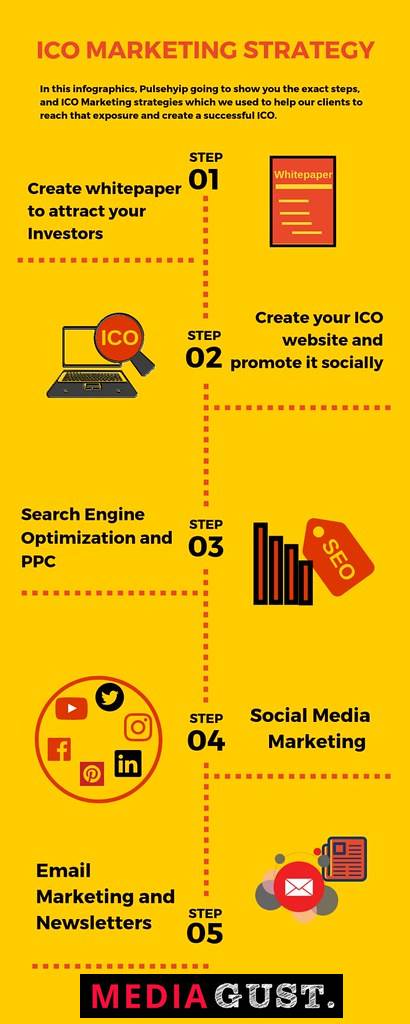 ICO MARKETING STRATEGY
In this infographics, Pulsehyip going to show you the exact steps,
and ICO Marketing strategies which we used to help our clients to
reach that exposure and create a successful ICO.
STEP
01
Create whitepaper
to attract your
Investors
Whitepaper
ICO
STEP
02
Create your ICO
website and
promote it socially
Search Engine
Optimization and
PPC
STEP
03
SEO
STEP
04
Social Media
Marketing
in
Email
Marketing and
Newsletters
STEP
05
MEDIAGUST.